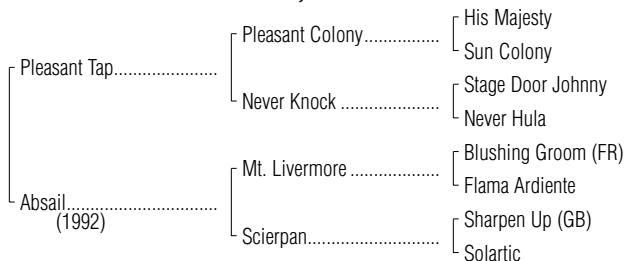 His Majesty
Pleasant Colony.................
Sun Colony
Pleasant Tap.......................
Stage Door Johnny
Never Knock ......................
Never Hula
Blushing Groom (FR)
Mt. Livermore ....................
Flama Ardiente
Absail..................................
(1992)
Sharpen Up (GB)
Scierpan.............................
Solartic